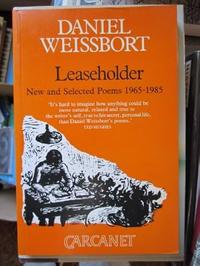 DANIEL
WEISSBORT
Leaseholder
New and Selected Poems 1965-1985
"It's hard to imagine how anything could be
more natural, relaxed and true to
the writer's self, true to his secret, personal life,
than Daniel Weissbort's poems."
TED HUGHES
CARCANET